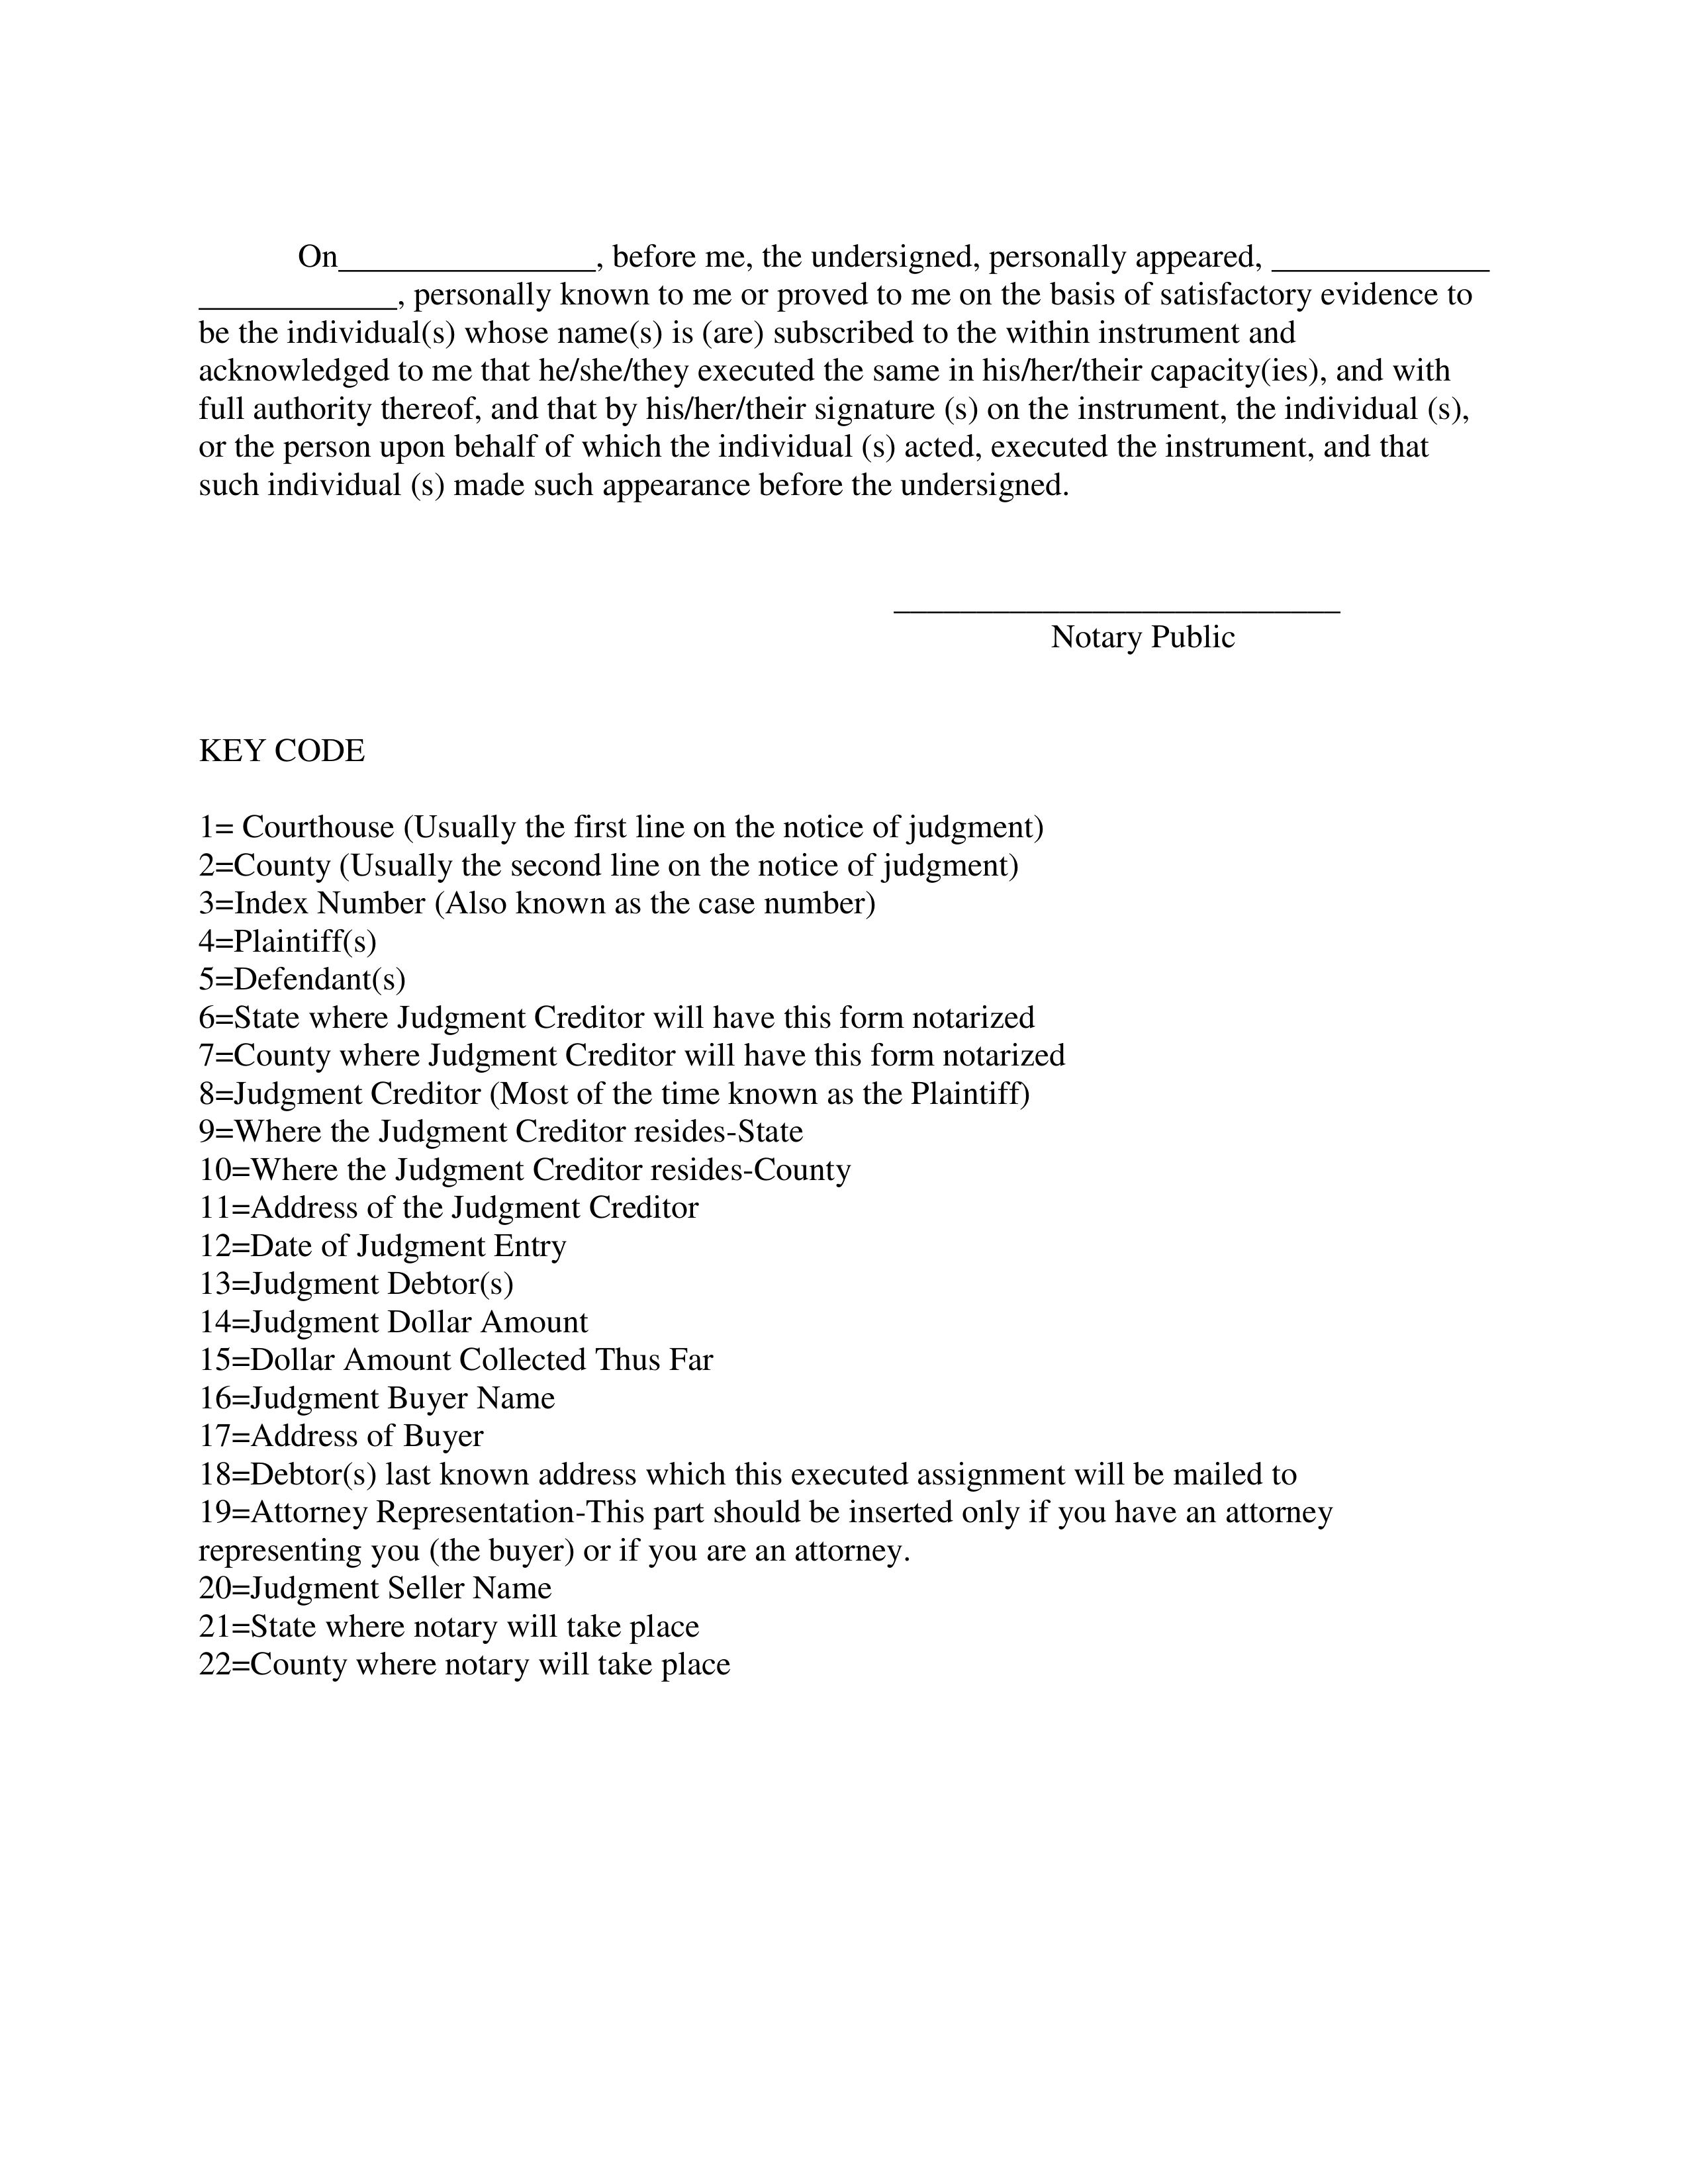 On________________, before me, the undersigned, personally appeared, ______________
_____________, personally known to me or proved to me on the basis of satisfactory evidence to
be the individual(s) whose name(s) is (are) subscribed to the within instrument and
acknowledged to me that he/she/they executed the same in his/her/their capacity(ies), and with
full authority thereof, and that by his/her/their signature (s) on the instrument, the individual (s),
or the person upon behalf of which the individual (s) acted, executed the instrument, and that
such individual (s) made such appearance before the undersigned.
____________________________
Notary Public
KEY CODE
1= Courthouse (Usually the first line on the notice of judgment)
2=County (Usually the second line on the notice of judgment)
3=Index Number (Also known as the case number)
4=Plaintiff(s)
5=Defendant(s)
6=State where Judgment Creditor will have this form notarized
7=County where Judgment Creditor will have this form notarized
8=Judgment Creditor (Most of the time known as the Plaintiff)
9=Where the Judgment Creditor resides-State
10=Where the Judgment Creditor resides-County
11=Address of the Judgment Creditor
12=Date of Judgment Entry
13=Judgment Debtor(s)
14=Judgment Dollar Amount
15=Dollar Amount Collected Thus Far
16=Judgment Buyer Name
17=Address of Buyer
18=Debtor(s) last known address which this executed assignment will be mailed to
19=Attorney Representation-This part should be inserted only if you have an attorney
representing you (the buyer) or if you are an attorney.
20=Judgment Seller Name
21=State where notary will take place
22=County where notary will take place